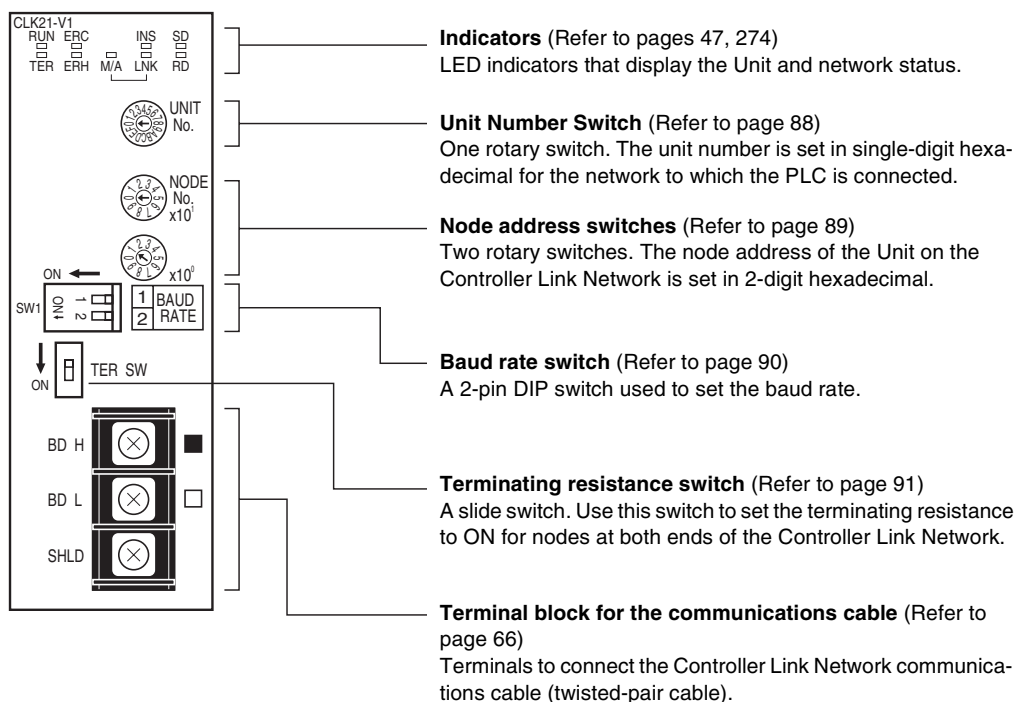 CLK21-V1
RUN ERC INS SD
TER ERH M/A LNK RD
UNIT
No.
NODE
No.
x10¹
x10⁰
ON
SW1
ON
1 2
1 BAUD
2 RATE
ON
TER SW
BD H
BD L
SHLD
Indicators (Refer to pages 47, 274)
LED indicators that display the Unit and network status.
Unit Number Switch (Refer to page 88)
One rotary switch. The unit number is set in single-digit hexa-
decimal for the network to which the PLC is connected.
Node address switches (Refer to page 89)
Two rotary switches. The node address of the Unit on the
Controller Link Network is set in 2-digit hexadecimal.
Baud rate switch (Refer to page 90)
A 2-pin DIP switch used to set the baud rate.
Terminating resistance switch (Refer to page 91)
A slide switch. Use this switch to set the terminating resistance
to ON for nodes at both ends of the Controller Link Network.
Terminal block for the communications cable (Refer to
page 66)
Terminals to connect the Controller Link Network communica-
tions cable (twisted-pair cable).